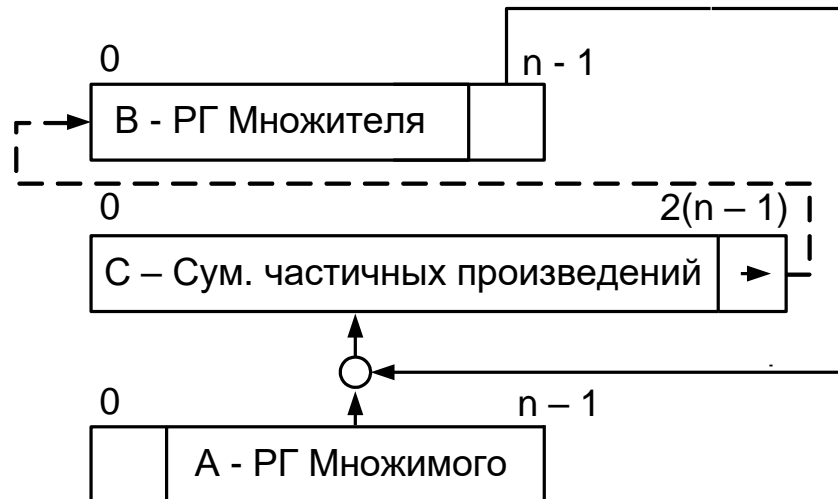 0
n - 1
В - РГ Множителя
0
2(n – 1)
С – Сум. частичных произведений
0
n – 1
А - РГ Множимого